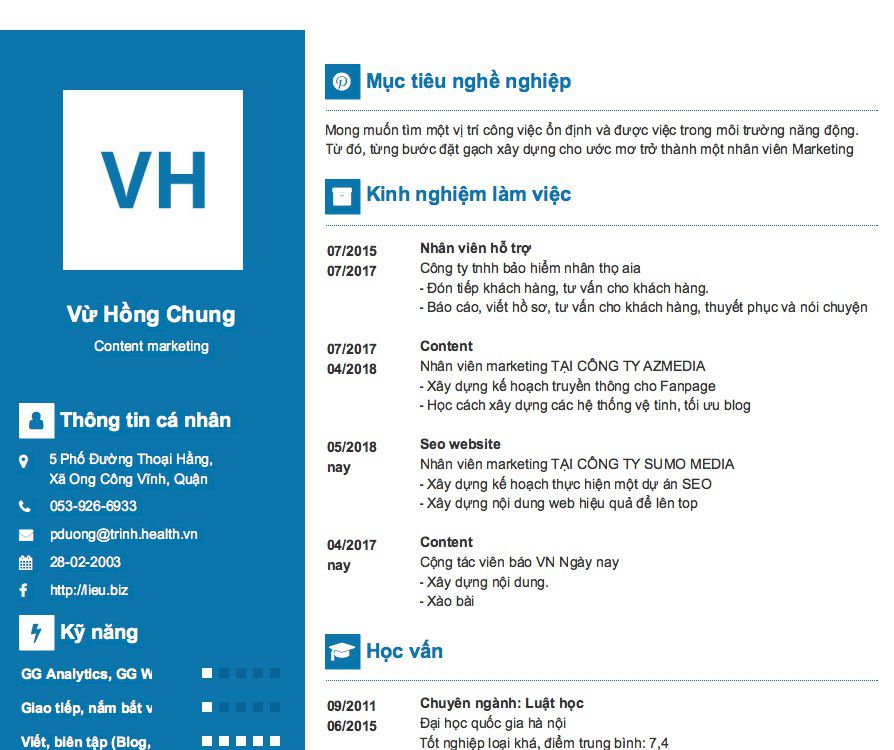 VH
Vừ Hồng Chung
Content marketing
Thông tin cá nhân
5 Phố Đường Thoại Hằng,
Xã Ong Công Vĩnh, Quận
053-926-6933
pduong@trinh.health.vn
28-02-2003
http://lieu.biz
Kỹ năng
GG Analytics, GG W
Giao tiếp, nắm bắt v
Viết, biên tập (Blog,
Mục tiêu nghề nghiệp
Mong muốn tìm một vị trí công việc ổn định và được việc trong môi trường năng động.
Từ đó, từng bước đặt gạch xây dựng cho ước mơ trở thành một nhân viên Marketing
Kinh nghiệm làm việc
07/2015
07/2017
Nhân viên hỗ trợ
Công ty tnhh bảo hiểm nhân thọ aia
- Đón tiếp khách hàng, tư vấn cho khách hàng.
- Báo cáo, viết hồ sơ, tư vấn cho khách hàng, thuyết phục và nói chuyện
07/2017
04/2018
Content
Nhân viên marketing TẠI CÔNG TY AZMEDIA
- Xây dựng kế hoạch truyền thông cho Fanpage
- Học cách xây dựng các hệ thống vệ tinh, tối ưu blog
05/2018
nay
Seo website
Nhân viên marketing TẠI CÔNG TY SUMO MEDIA
- Xây dựng kế hoạch thực hiện một dự án SEO
- Xây dựng nội dung web hiệu quả để lên top
04/2017
nay
Content
Cộng tác viên báo VN Ngày nay
- Xây dựng nội dung.
- Xào bài
Học vấn
09/2011
06/2015
Chuyên ngành: Luật học
Đại học quốc gia hà nội
Tốt nghiệp loại khá, điểm trung bình: 7,4